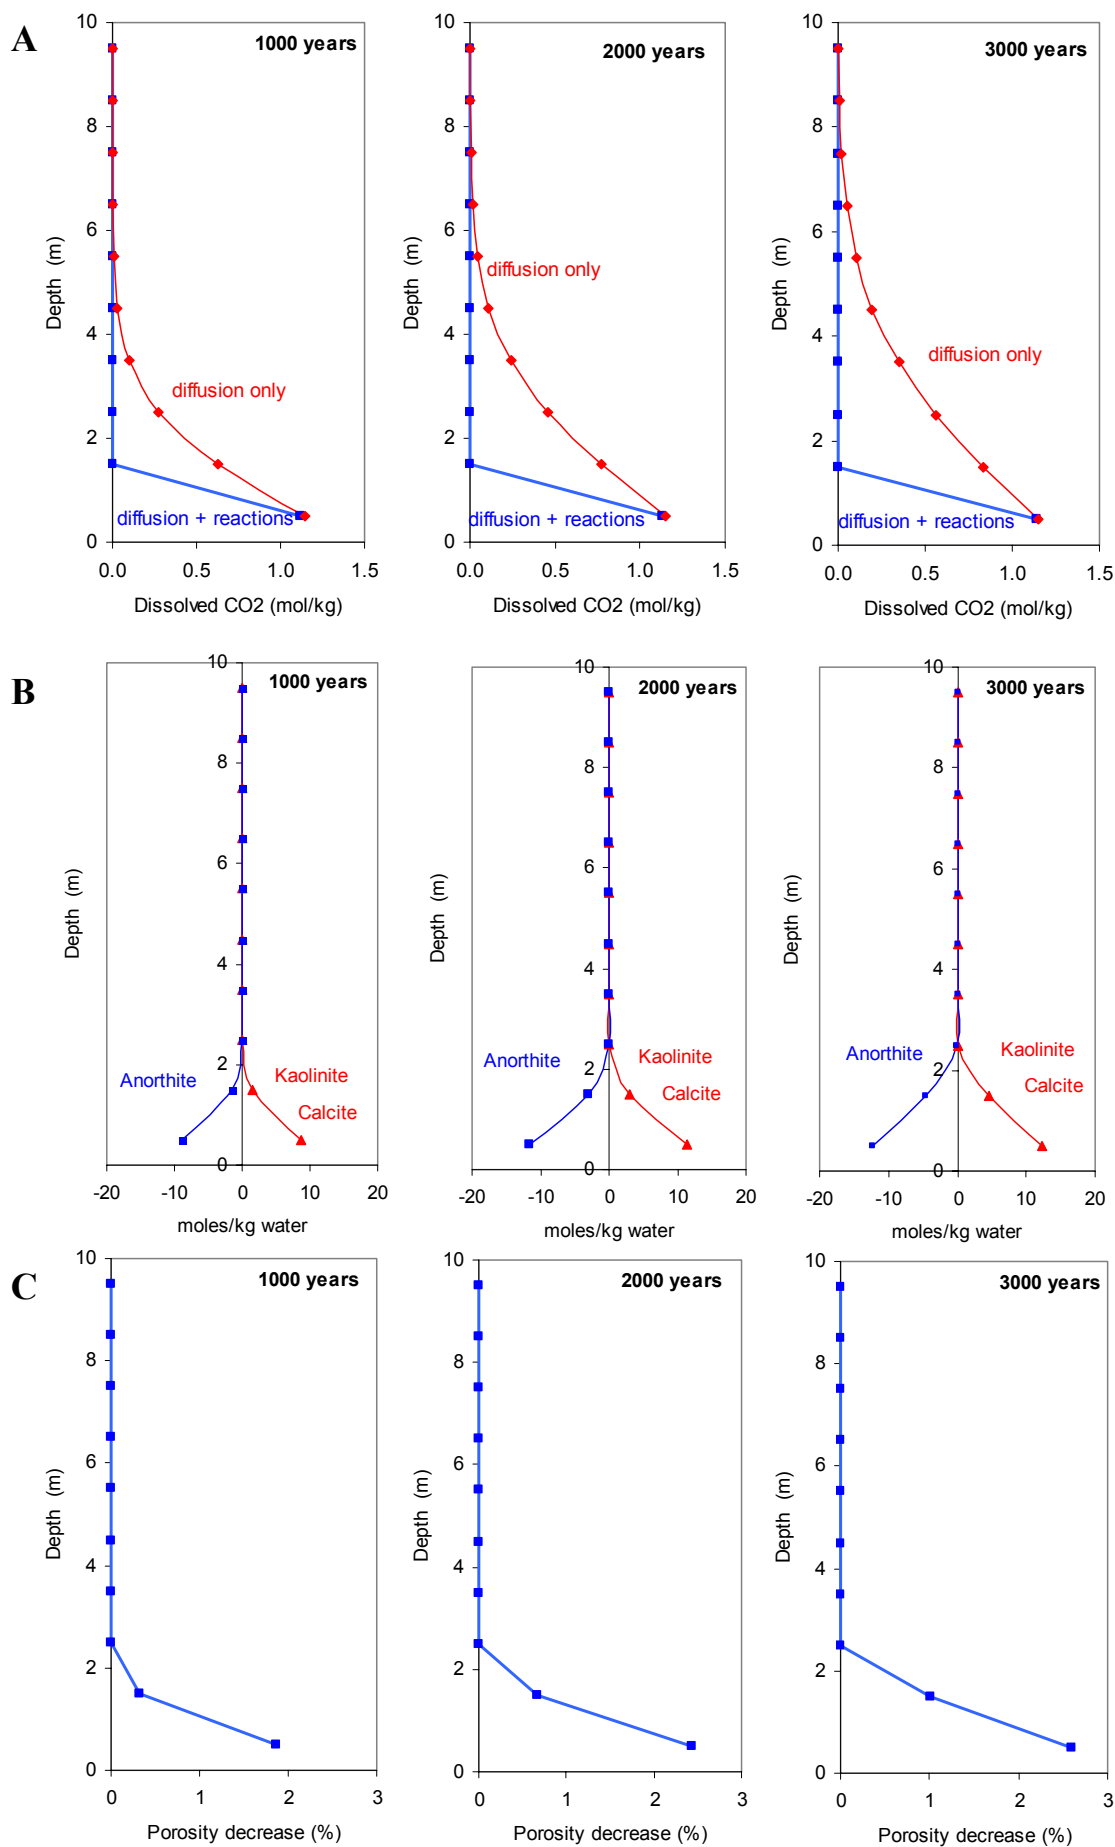 A
1000 years
2000 years
3000 years
10
8
6
4
2
0
Depth (m)
diffusion only
diffusion + reactions
0.0 0.5 1.0 1.5
Dissolved CO2 (mol/kg)
10
8
6
4
2
0
Depth (m)
diffusion only
diffusion + reactions
0.0 0.5 1.0 1.5
Dissolved CO2 (mol/kg)
10
8
6
4
2
0
Depth (m)
diffusion only
diffusion + reactions
0.0 0.5 1.0 1.5
Dissolved CO2 (mol/kg)
B
1000 years
2000 years
3000 years
10
8
6
4
2
0
Depth (m)
Anorthite
Kaolinite
Calcite
-20 -10 0 10 20
moles/kg water
10
8
6
4
2
0
Depth (m)
Anorthite
Kaolinite
Calcite
-20 -10 0 10 20
10
8
6
4
2
0
Depth (m)
Anorthite
Kaolinite
Calcite
-20 -10 0 10 20
moles/kg water
C
1000 years
2000 years
3000 years
10
8
6
4
2
0
Depth (m)
0 1 2 3
Porosity decrease (%)
10
8
6
4
2
0
Depth (m)
0 1 2 3
Porosity decrease (%)
10
8
6
4
2
0
Depth (m)
0 1 2 3
Porosity decrease (%)